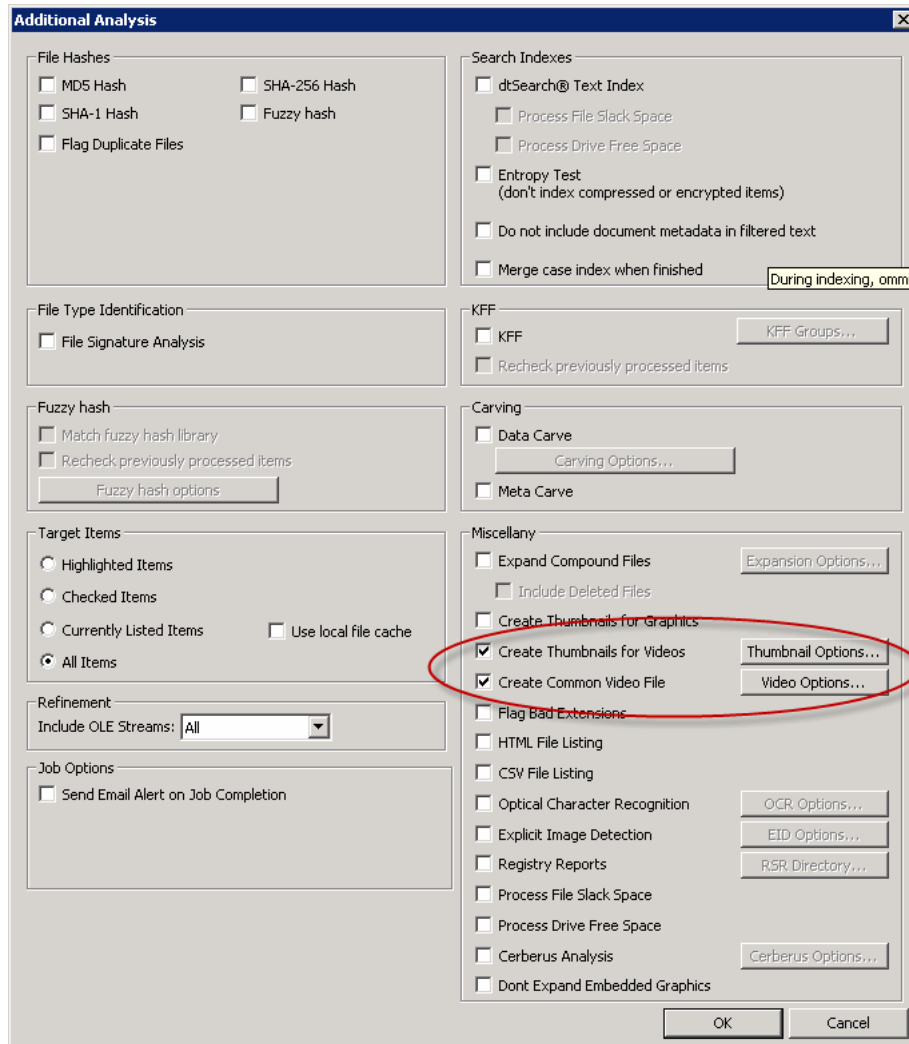 Additional Analysis
File Hashes
MD5 Hash
SHA-256 Hash
SHA-1 Hash
Fuzzy hash
Flag Duplicate Files
Search Indexes
dtSearch® Text Index
Process File Slack Space
Process Drive Free Space
Entropy Test
(don't index compressed or encrypted items)
Do not include document metadata in filtered text
Merge case index when finished
During indexing, omm
File Type Identification
File Signature Analysis
KFF
KFF
KFF Groups...
Recheck previously processed items
Fuzzy hash
Match fuzzy hash library
Recheck previously processed items
Fuzzy hash options
Carving
Data Carve
Carving Options...
Meta Carve
Target Items
Highlighted Items
Checked Items
Currently Listed Items
Use local file cache
All Items
Refinement
Include OLE Streams: All
Job Options
Send Email Alert on Job Completion
Miscellany
Expand Compound Files
Expansion Options...
Include Deleted Files
Create Thumbnails for Graphics
Create Thumbnails for Videos
Thumbnail Options...
Create Common Video File
Video Options...
Flag Bad Extensions
HTML File Listing
CSV File Listing
Optical Character Recognition
OCR Options...
Explicit Image Detection
EID Options...
Registry Reports
RSR Directory...
Process File Slack Space
Process Drive Free Space
Cerberus Analysis
Cerberus Options...
Dont Expand Embedded Graphics
OK
Cancel